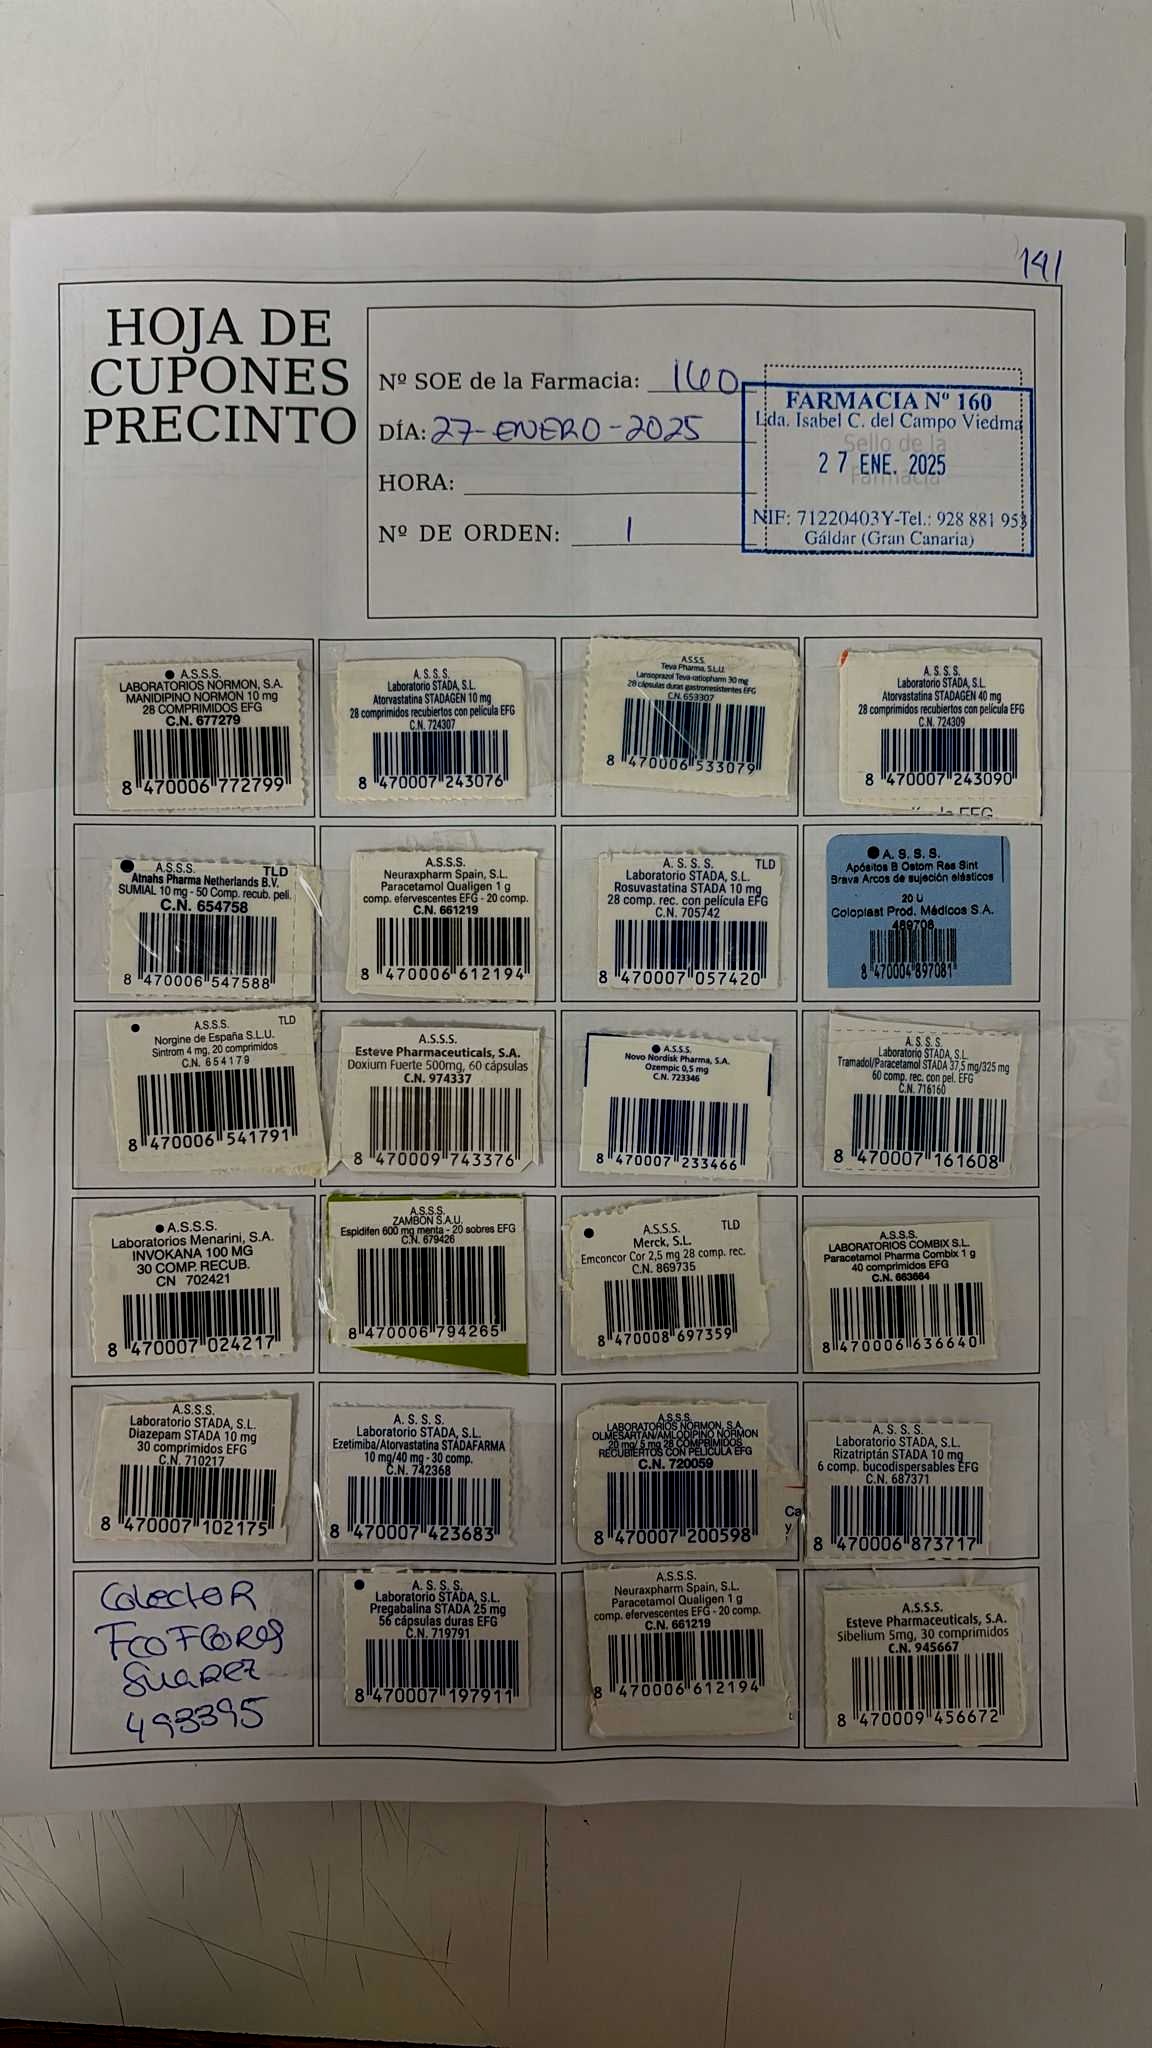 141
HOJA DE
CUPONES
PRECINTO
Nº SOE de la Farmacia: 160
DÍA: 27-ENERO-2025
HORA:
Nº DE ORDEN: 1
Sello de la
Farmacia
FARMACIA Nº 160
Lda. Isabel C. del Campo Viedma
27 ENE. 2025
NIF: 71220403Y-Tel.: 928 881 953
Gáldar (Gran Canaria)
A.S.S.S.
LABORATORIOS NORMON, S.A.
MANIDIPINO NORMON 10 mg
28 COMPRIMIDOS EFG
C.N. 677279
8 470006 772799
A. S. S. S.
Laboratorio STADA, S.L.
Atorvastatina STADAGEN 10 mg
28 comprimidos recubiertos con película EFG
C.N. 724307
8 470007 243076
A.S.S.S.
Teva Pharma, S.L.U.
Lansoprazol Teva-ratiopharm 30 mg
28 cápsulas duras gastrorresistentes EFG
C.N. 653307
8 470006 533079
A. S. S. S.
Laboratorio STADA, S.L.
Atorvastatina STADAGEN 40 mg
28 comprimidos recubiertos con película EFG
C.N. 724309
8 470007 243090
EFG
A.S.S.S. TLD
Atnahs Pharma Netherlands B.V.
SUMIAL 10 mg - 50 Comp. recub. peli.
C.N. 654758
8 470006 547588
A.S.S.S.
Neuraxpharm Spain, S.L.
Paracetamol Qualigen 1 g
comp. efervescentes EFG - 20 comp.
C.N. 661219
8 470006 612194
A. S. S. S. TLD
Laboratorio STADA, S.L.
Rosuvastatina STADA 10 mg
28 comp. rec. con película EFG
C.N. 705742
8 470007 057420
A. S. S. S.
Apósitos B Ostom Res Sint
Brava Arcos de sujeción elásticos
20 U
Coloplast Prod. Médicos S.A.
489708
8 470004 897081
A.S.S.S. TLD
Norgine de España S.L.U.
Sintrom 4 mg, 20 comprimidos
C.N. 654179
8 470006 541791
A.S.S.S.
Esteve Pharmaceuticals, S.A.
Doxium Fuerte 500mg, 60 cápsulas
C.N. 974337
8 470009 743376
A.S.S.S.
Novo Nordisk Pharma, S.A.
Ozempic 0,5 mg
C.N. 723346
8 470007 233466
A. S. S. S.
Laboratorio STADA, S.L.
Tramadol/Paracetamol STADA 37,5 mg/325 mg
60 comp. rec. con pel. EFG
C.N. 716160
8 470007 161608
A.S.S.S.
Laboratorios Menarini, S.A.
INVOKANA 100 MG
30 COMP. RECUB.
CN 702421
8 470007 024217
A.S.S.S.
ZAMBON S.A.U.
Espidifen 600 mg menta - 20 sobres EFG
C.N. 679426
8 470006 794265
A.S.S.S. TLD
Merck, S.L.
Emconcor Cor 2,5 mg 28 comp. rec.
C.N. 869735
8 470008 697359
A.S.S.S.
LABORATORIOS COMBIX S.L.
Paracetamol Pharma Combix 1 g
40 comprimidos EFG
C.N. 663664
8 470006 636640
A.S.S.S.
Laboratorio STADA, S.L.
Diazepam STADA 10 mg
30 comprimidos EFG
C.N. 710217
8 470007 102175
A. S. S. S.
Laboratorio STADA, S.L.
Ezetimiba/Atorvastatina STADAFARMA
10 mg/40 mg - 30 comp.
C.N. 742368
8 470007 423683
A.S.S.S.
LABORATORIOS NORMON, S.A.
OLMESARTAN/AMLODIPINO NORMON
20 mg/ 5 mg 28 COMPRIMIDOS
RECUBIERTOS CON PELICULA EFG
C.N. 720059
8 470007 200598
Ca
y
A. S. S. S.
Laboratorio STADA, S.L.
Rizatriptán STADA 10 mg
6 comp. bucodispersables EFG
C.N. 687371
8 470006 873717
Colector
Fco Flores
Suarez
493395
A. S. S. S.
Laboratorio STADA, S.L.
Pregabalina STADA 25 mg
56 cápsulas duras EFG
C.N. 719791
8 470007 197911
A.S.S.S.
Neuraxpharm Spain, S.L.
Paracetamol Qualigen 1 g
comp. efervescentes EFG - 20 comp.
C.N. 661219
8 470006 612194
A.S.S.S.
Esteve Pharmaceuticals, S.A.
Sibelium 5mg, 30 comprimidos
C.N. 945667
8 470009 456672